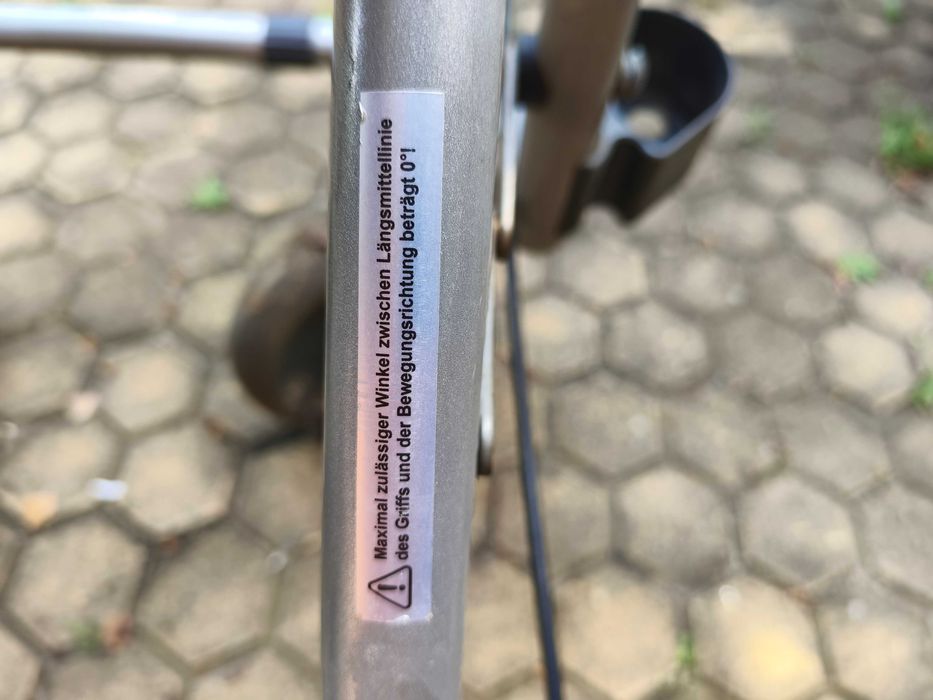 Maximal zulässiger Winkel zwischen Längsmittellinie
des Griffs und der Bewegungsrichtung beträgt 0°!